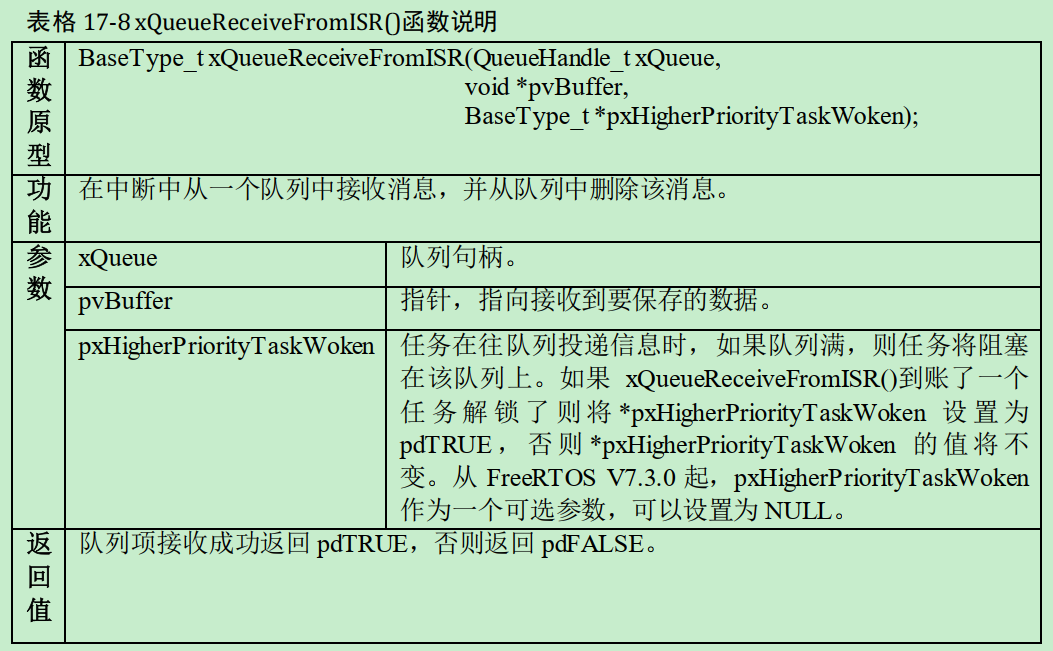 表格 17-8 xQueueReceiveFromISR()函数说明
函数原型
BaseType_t xQueueReceiveFromISR(QueueHandle_t xQueue,
void *pvBuffer,
BaseType_t *pxHigherPriorityTaskWoken);
功能
在中断中从一个队列中接收消息，并从队列中删除该消息。
参数
xQueue
队列句柄。
pvBuffer
指针，指向接收到要保存的数据。
pxHigherPriorityTaskWoken
任务在往队列投递信息时，如果队列满，则任务将阻塞
在该队列上。如果 xQueueReceiveFromISR()到账了一个
任务解锁了则将*pxHigherPriorityTaskWoken 设置为
pdTRUE，否则*pxHigherPriorityTaskWoken 的值将不
变。从 FreeRTOS V7.3.0 起，pxHigherPriorityTaskWoken
作为一个可选参数，可以设置为 NULL。
返回值
队列项接收成功返回 pdTRUE，否则返回 pdFALSE。